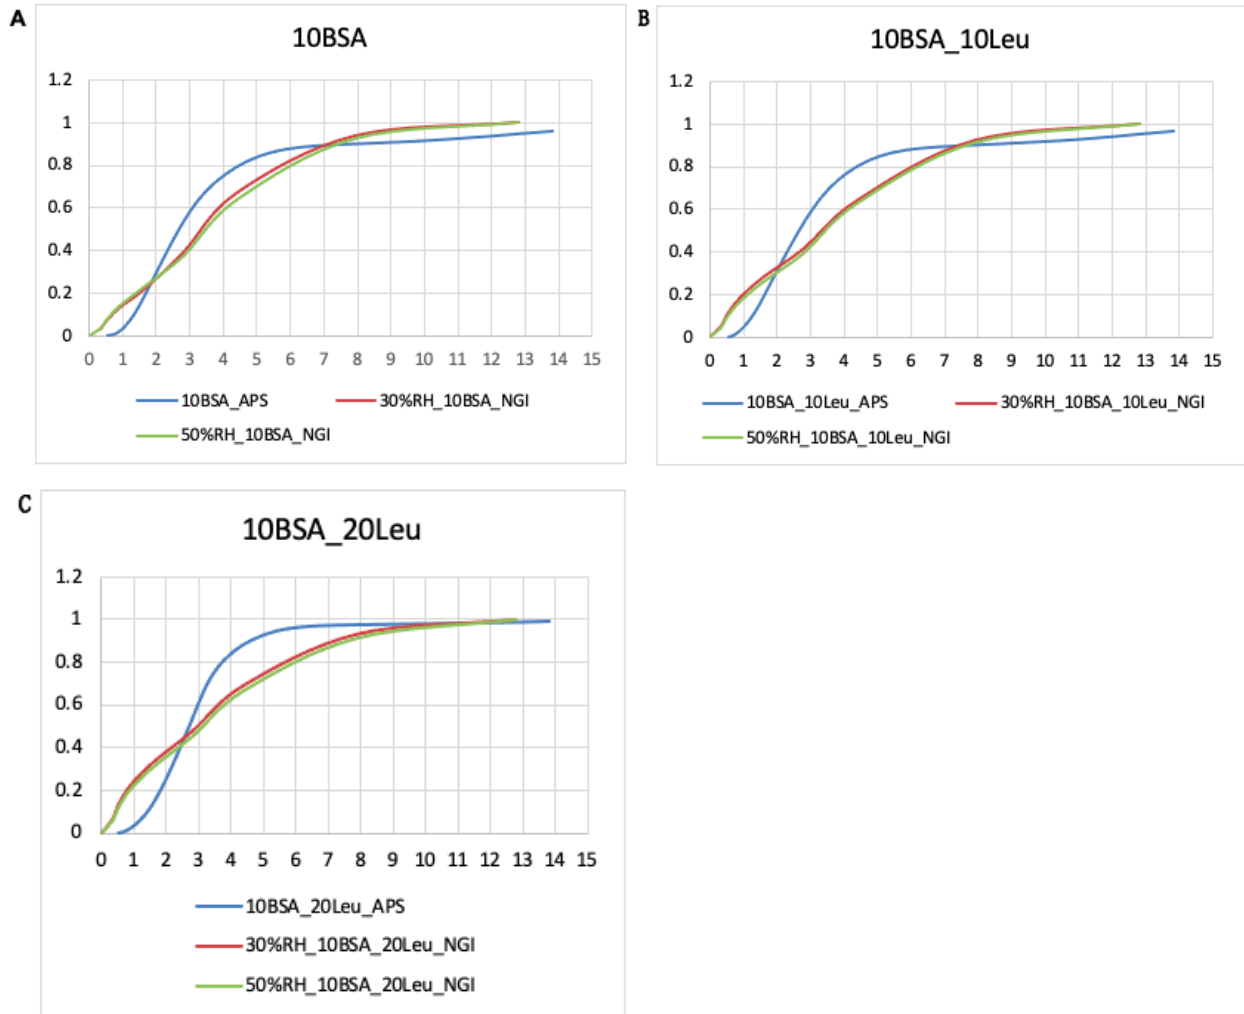 A
10BSA
1.2
1
0.8
0.6
0.4
0.2
0
0 1 2 3 4 5 6 7 8 9 10 11 12 13 14 15
10BSA_APS 30%RH_10BSA_NGI
50%RH_10BSA_NGI
B
10BSA_10Leu
1.2
1
0.8
0.6
0.4
0.2
0
0 1 2 3 4 5 6 7 8 9 10 11 12 13 14 15
10BSA_10Leu_APS 30%RH_10BSA_10Leu_NGI
50%RH_10BSA_10Leu_NGI
C
10BSA_20Leu
1.2
1
0.8
0.6
0.4
0.2
0
0 1 2 3 4 5 6 7 8 9 10 11 12 13 14 15
10BSA_20Leu_APS
30%RH_10BSA_20Leu_NGI
50%RH_10BSA_20Leu_NGI